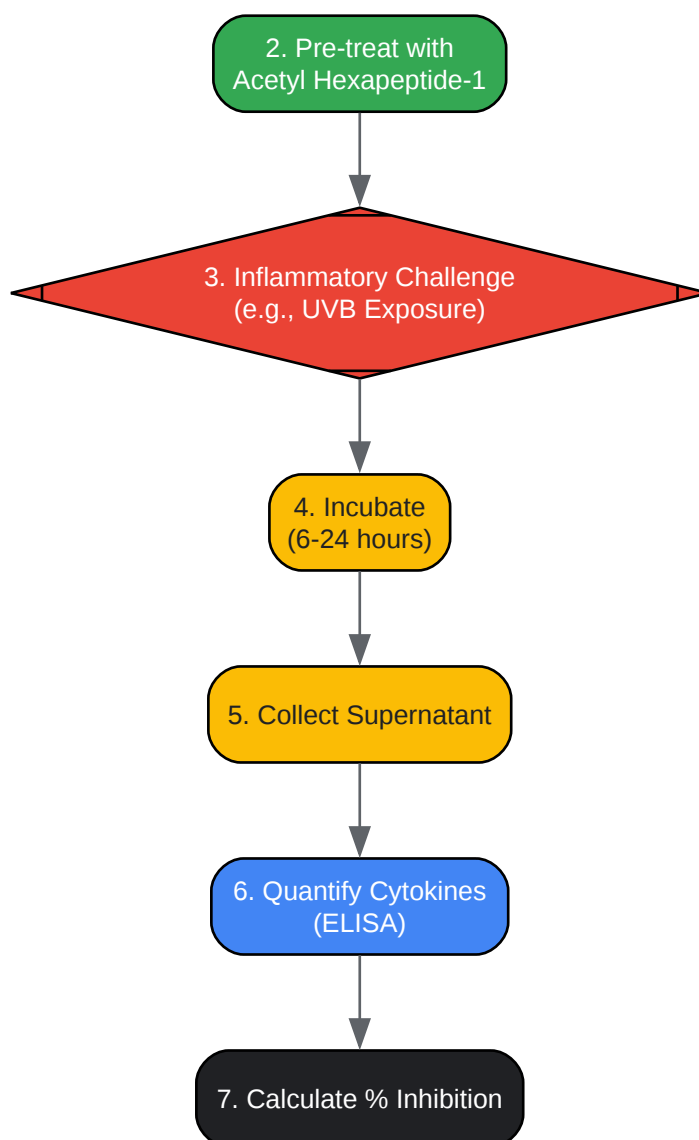 2. Pre-treat with
Acetyl Hexapeptide-1
3. Inflammatory Challenge
(e.g., UVB Exposure)
4. Incubate
(6-24 hours)
5. Collect Supernatant
6. Quantify Cytokines
(ELISA)
7. Calculate % Inhibition